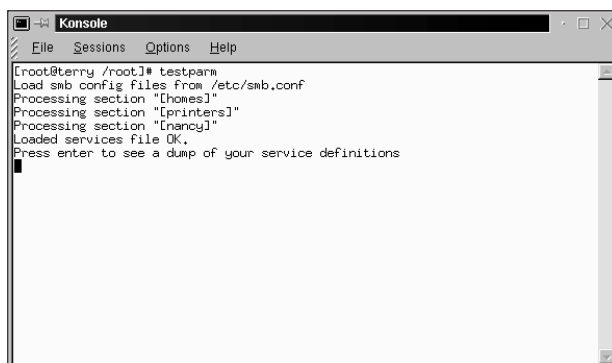 Konsole
File Sessions Options Help
[root@terry /root]# testparm
Load smb config files from /etc/smb.conf
Processing section "[homes]"
Processing section "[printers]"
Processing section "[nancy]"
Loaded services file OK.
Press enter to see a dump of your service definitions